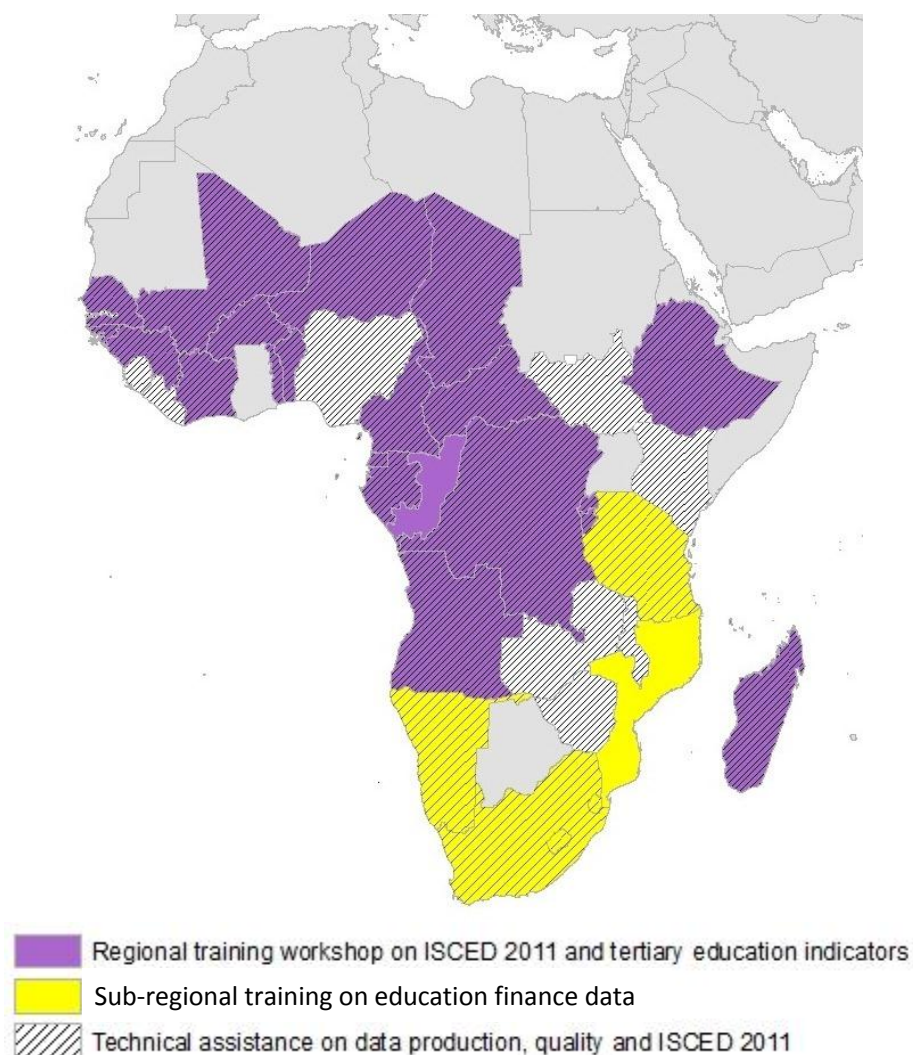 Regional training workshop on ISCED 2011 and tertiary education indicators
Sub-regional training on education finance data
Technical assistance on data production, quality and ISCED 2011